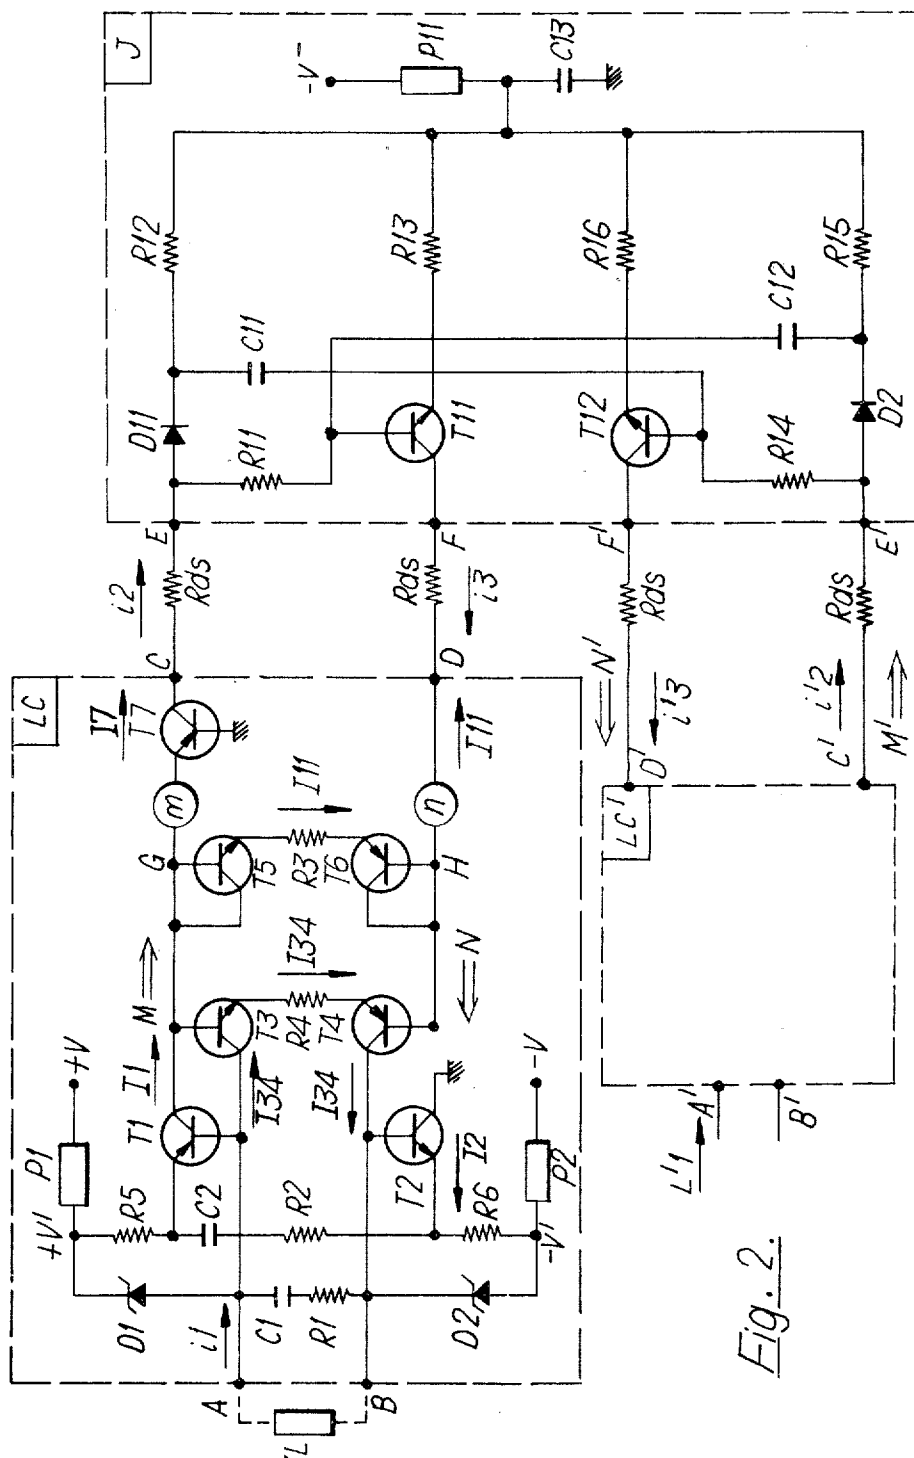 J
-V⁻
P11
C13
R12
R13
R16
R15
C11
C12
D11
R11
T11
T12
R14
D2
E
F
F'
E'
i2
Rds
Rds
i3
Rds
Rds
N'
i'3
i'2
M'
C
D
D'
C'
LC
I7
T7
m
n
I11
I11
G
T5
R3
T6
H
M
I34
N
T3
R4
T4
I1
I34
I34
T1
T2
I2
+V
-V
P1
P2
+V'
-V'
R5
C2
R2
R6
D1
i1
C1
R1
D2
A
B
ZL
LC'
L'1
A'
B'
Fig. 2.